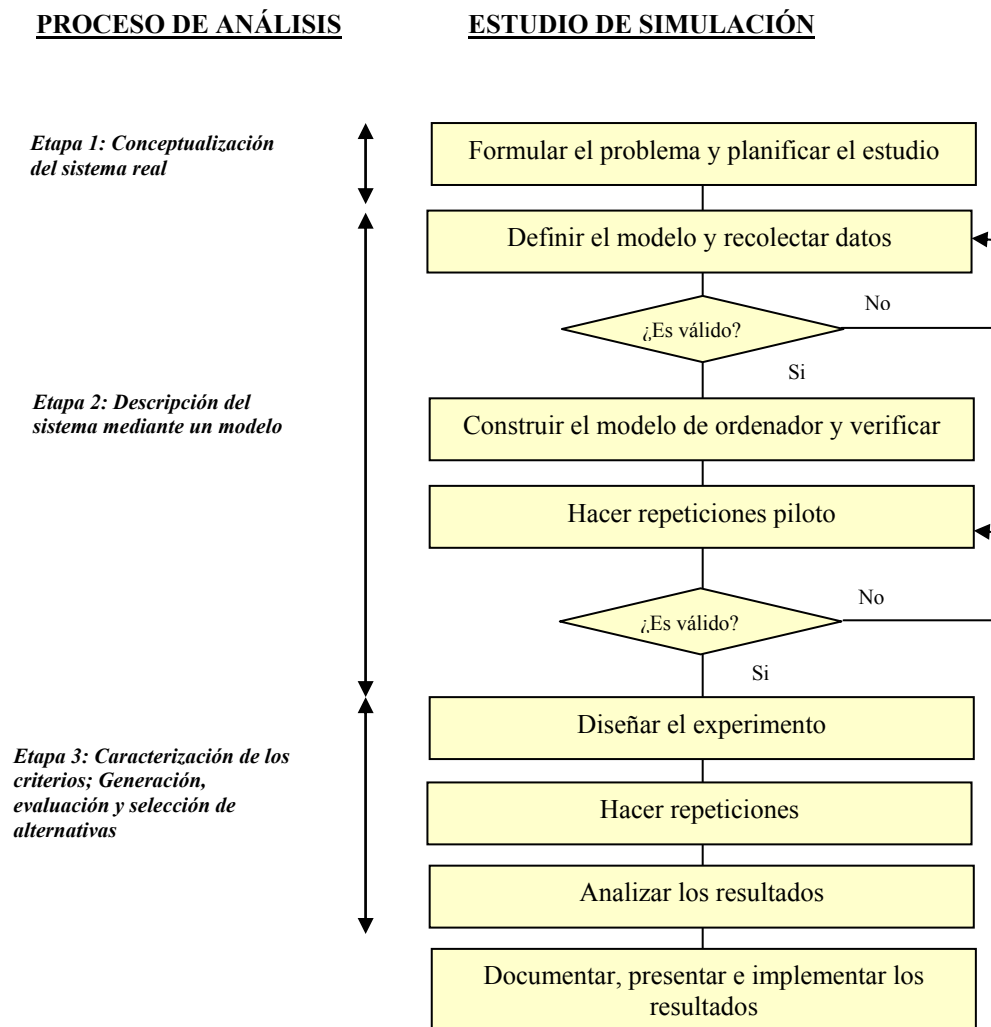 PROCESO DE ANÁLISIS
ESTUDIO DE SIMULACIÓN
Etapa 1: Conceptualización
del sistema real
Formular el problema y planificar el estudio
Definir el modelo y recolectar datos
No
¿Es válido?
Si
Etapa 2: Descripción del
sistema mediante un modelo
Construir el modelo de ordenador y verificar
Hacer repeticiones piloto
No
¿Es válido?
Si
Diseñar el experimento
Etapa 3: Caracterización de los
criterios; Generación,
evaluación y selección de
alternativas
Hacer repeticiones
Analizar los resultados
Documentar, presentar e implementar los
resultados